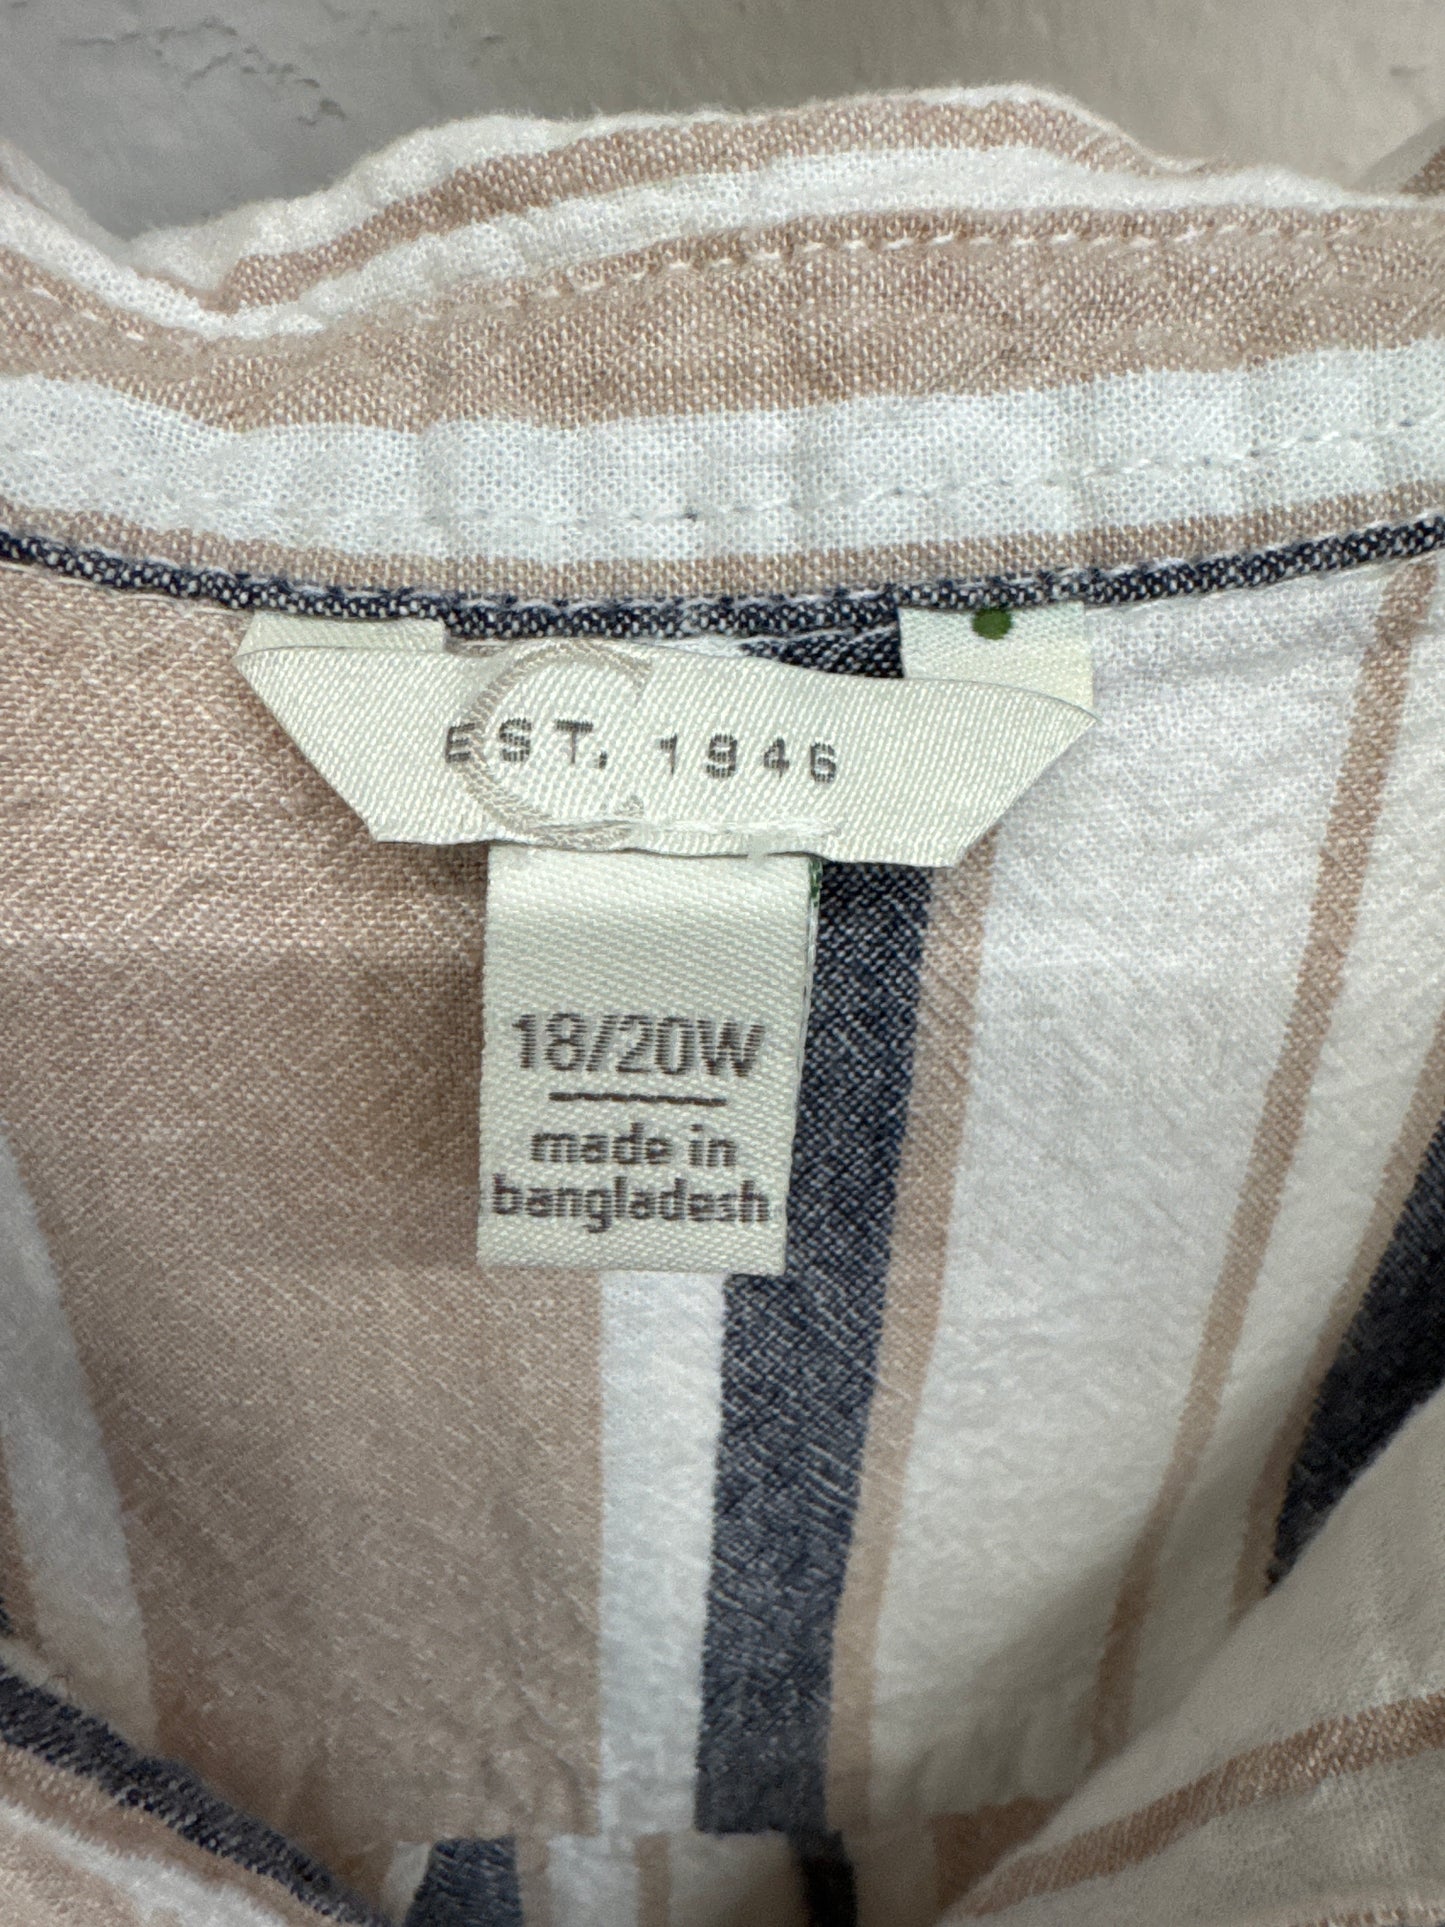 C
EST. 1946
18/20W
made in
bangladesh